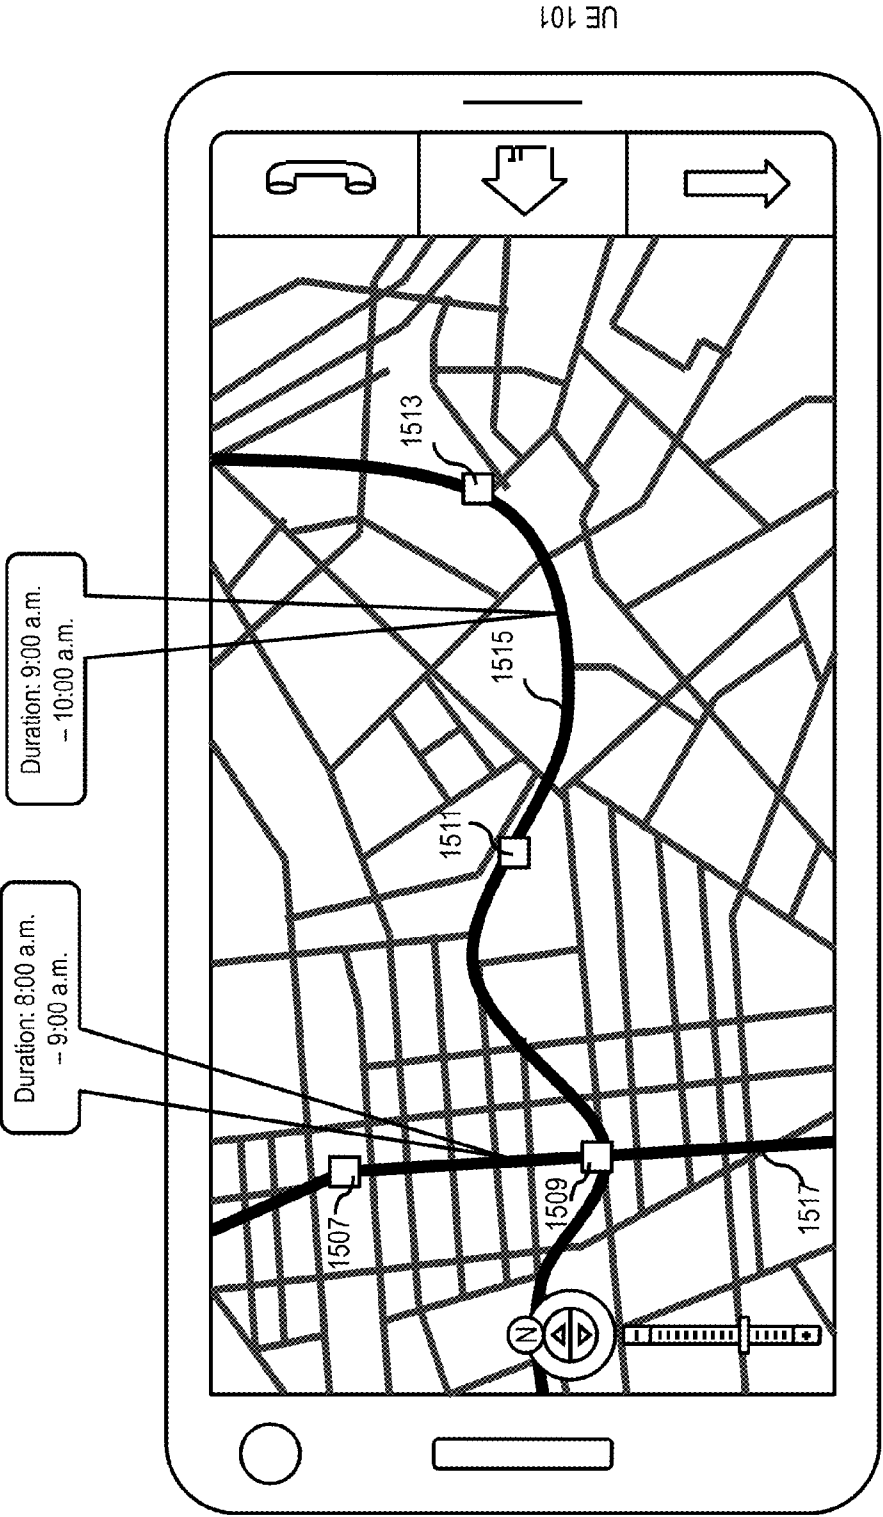 UE 101
Duration: 8:00 a.m.
– 9:00 a.m.
Duration: 9:00 a.m.
– 10:00 a.m.
1507
1509
1511
1513
1515
1517
N